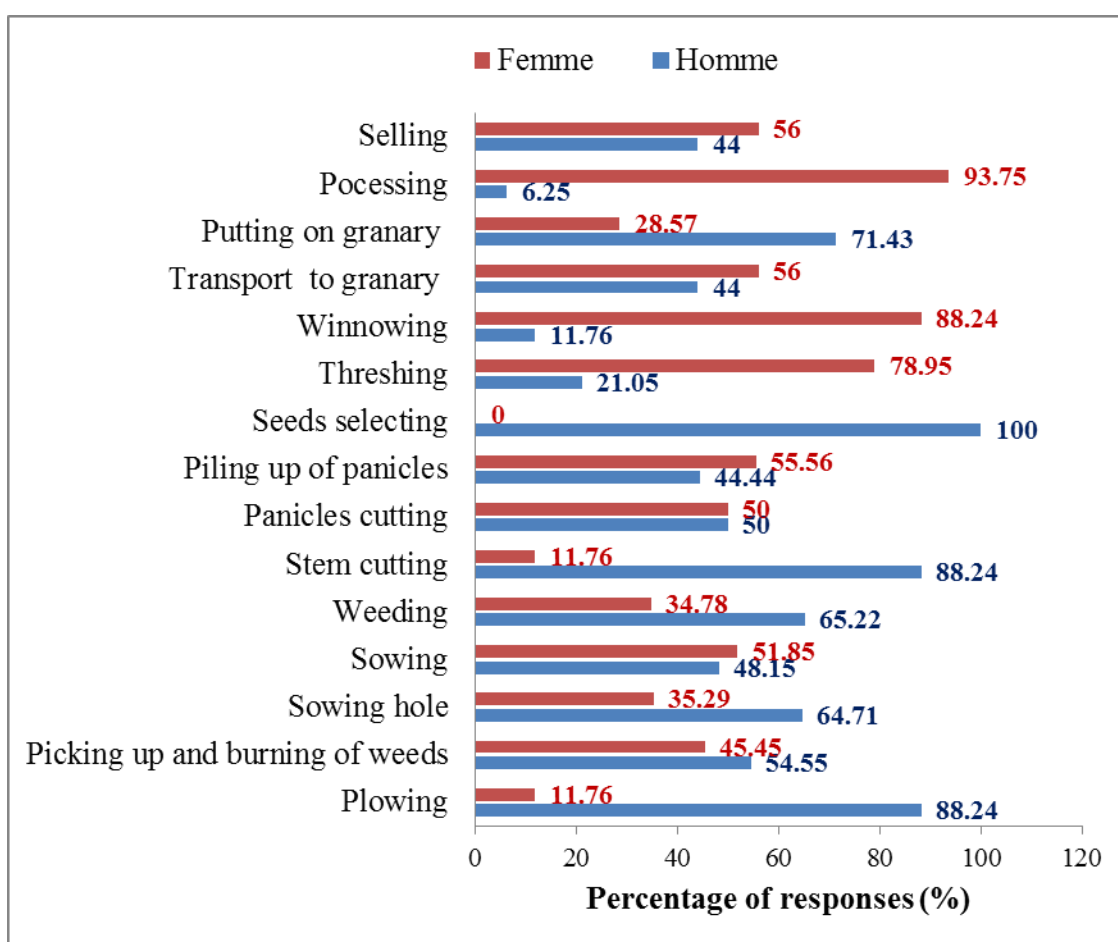 Femme Homme
Selling 56
44
Pocessing 93.75
6.25
Putting on granary 28.57
71.43
Transport to granary 56
44
Winnowing 88.24
11.76
Threshing 78.95
21.05
Seeds selecting 0
100
Piling up of panicles 55.56
44.44
Panicles cutting 50
50
Stem cutting 11.76
88.24
Weeding 34.78
65.22
Sowing 51.85
48.15
Sowing hole 35.29
64.71
Picking up and burning of weeds 45.45
54.55
Plowing 11.76
88.24
0 20 40 60 80 100 120
Percentage of responses (%)